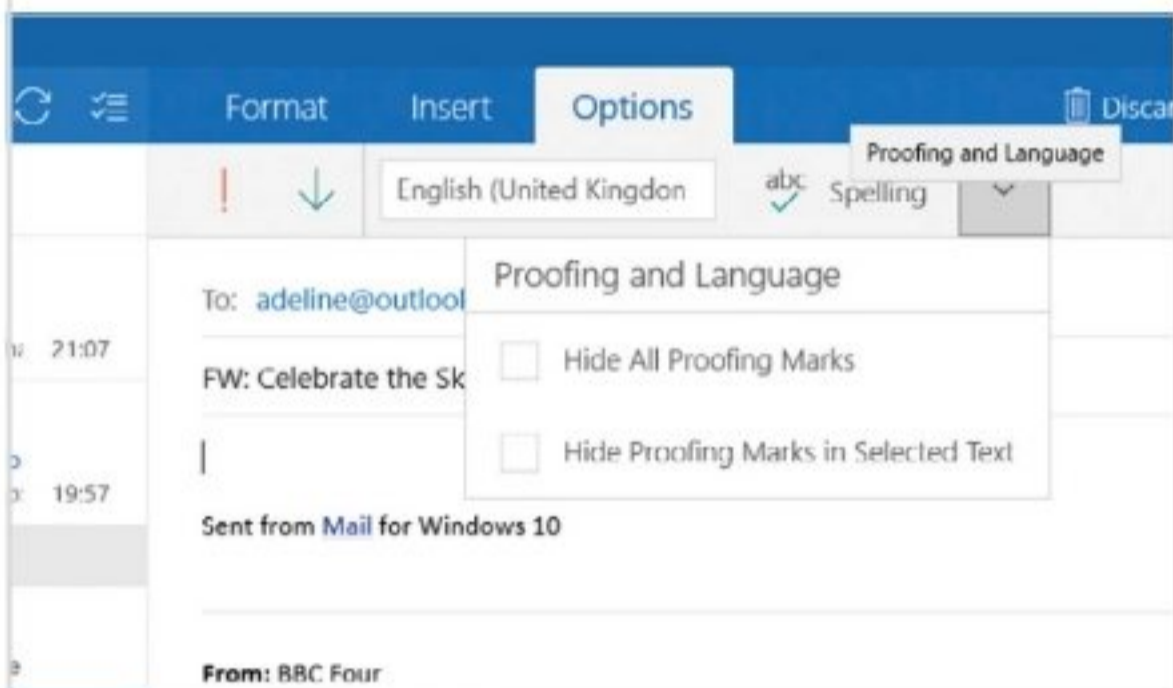 Format Insert Options Discar
Proofing and Language
English (United Kingdon abc Spelling
Proofing and Language
To: adeline@outlool
Hide All Proofing Marks
21:07
FW: Celebrate the Sk
Hide Proofing Marks in Selected Text
19:57
Sent from Mail for Windows 10
From: BBC Four